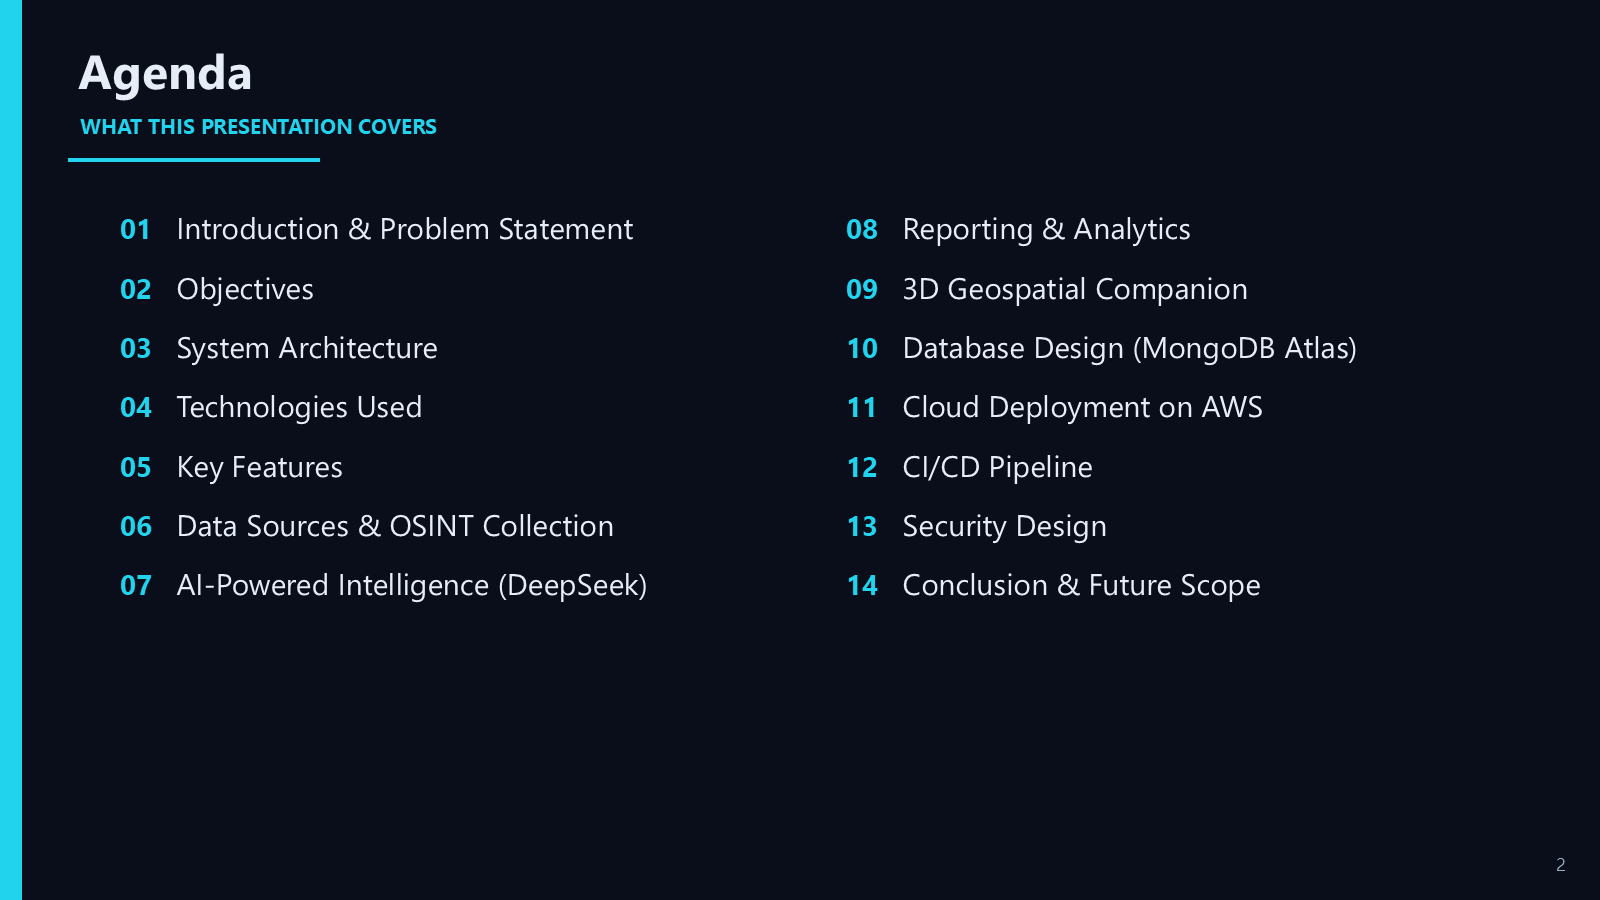 Agenda
WHAT THIS PRESENTATION COVERS
01 Introduction & Problem Statement
02 Objectives
03 System Architecture
04 Technologies Used
05 Key Features
06 Data Sources & OSINT Collection
07 AI-Powered Intelligence (DeepSeek)
08 Reporting & Analytics
09 3D Geospatial Companion
10 Database Design (MongoDB Atlas)
11 Cloud Deployment on AWS
12 CI/CD Pipeline
13 Security Design
14 Conclusion & Future Scope
2